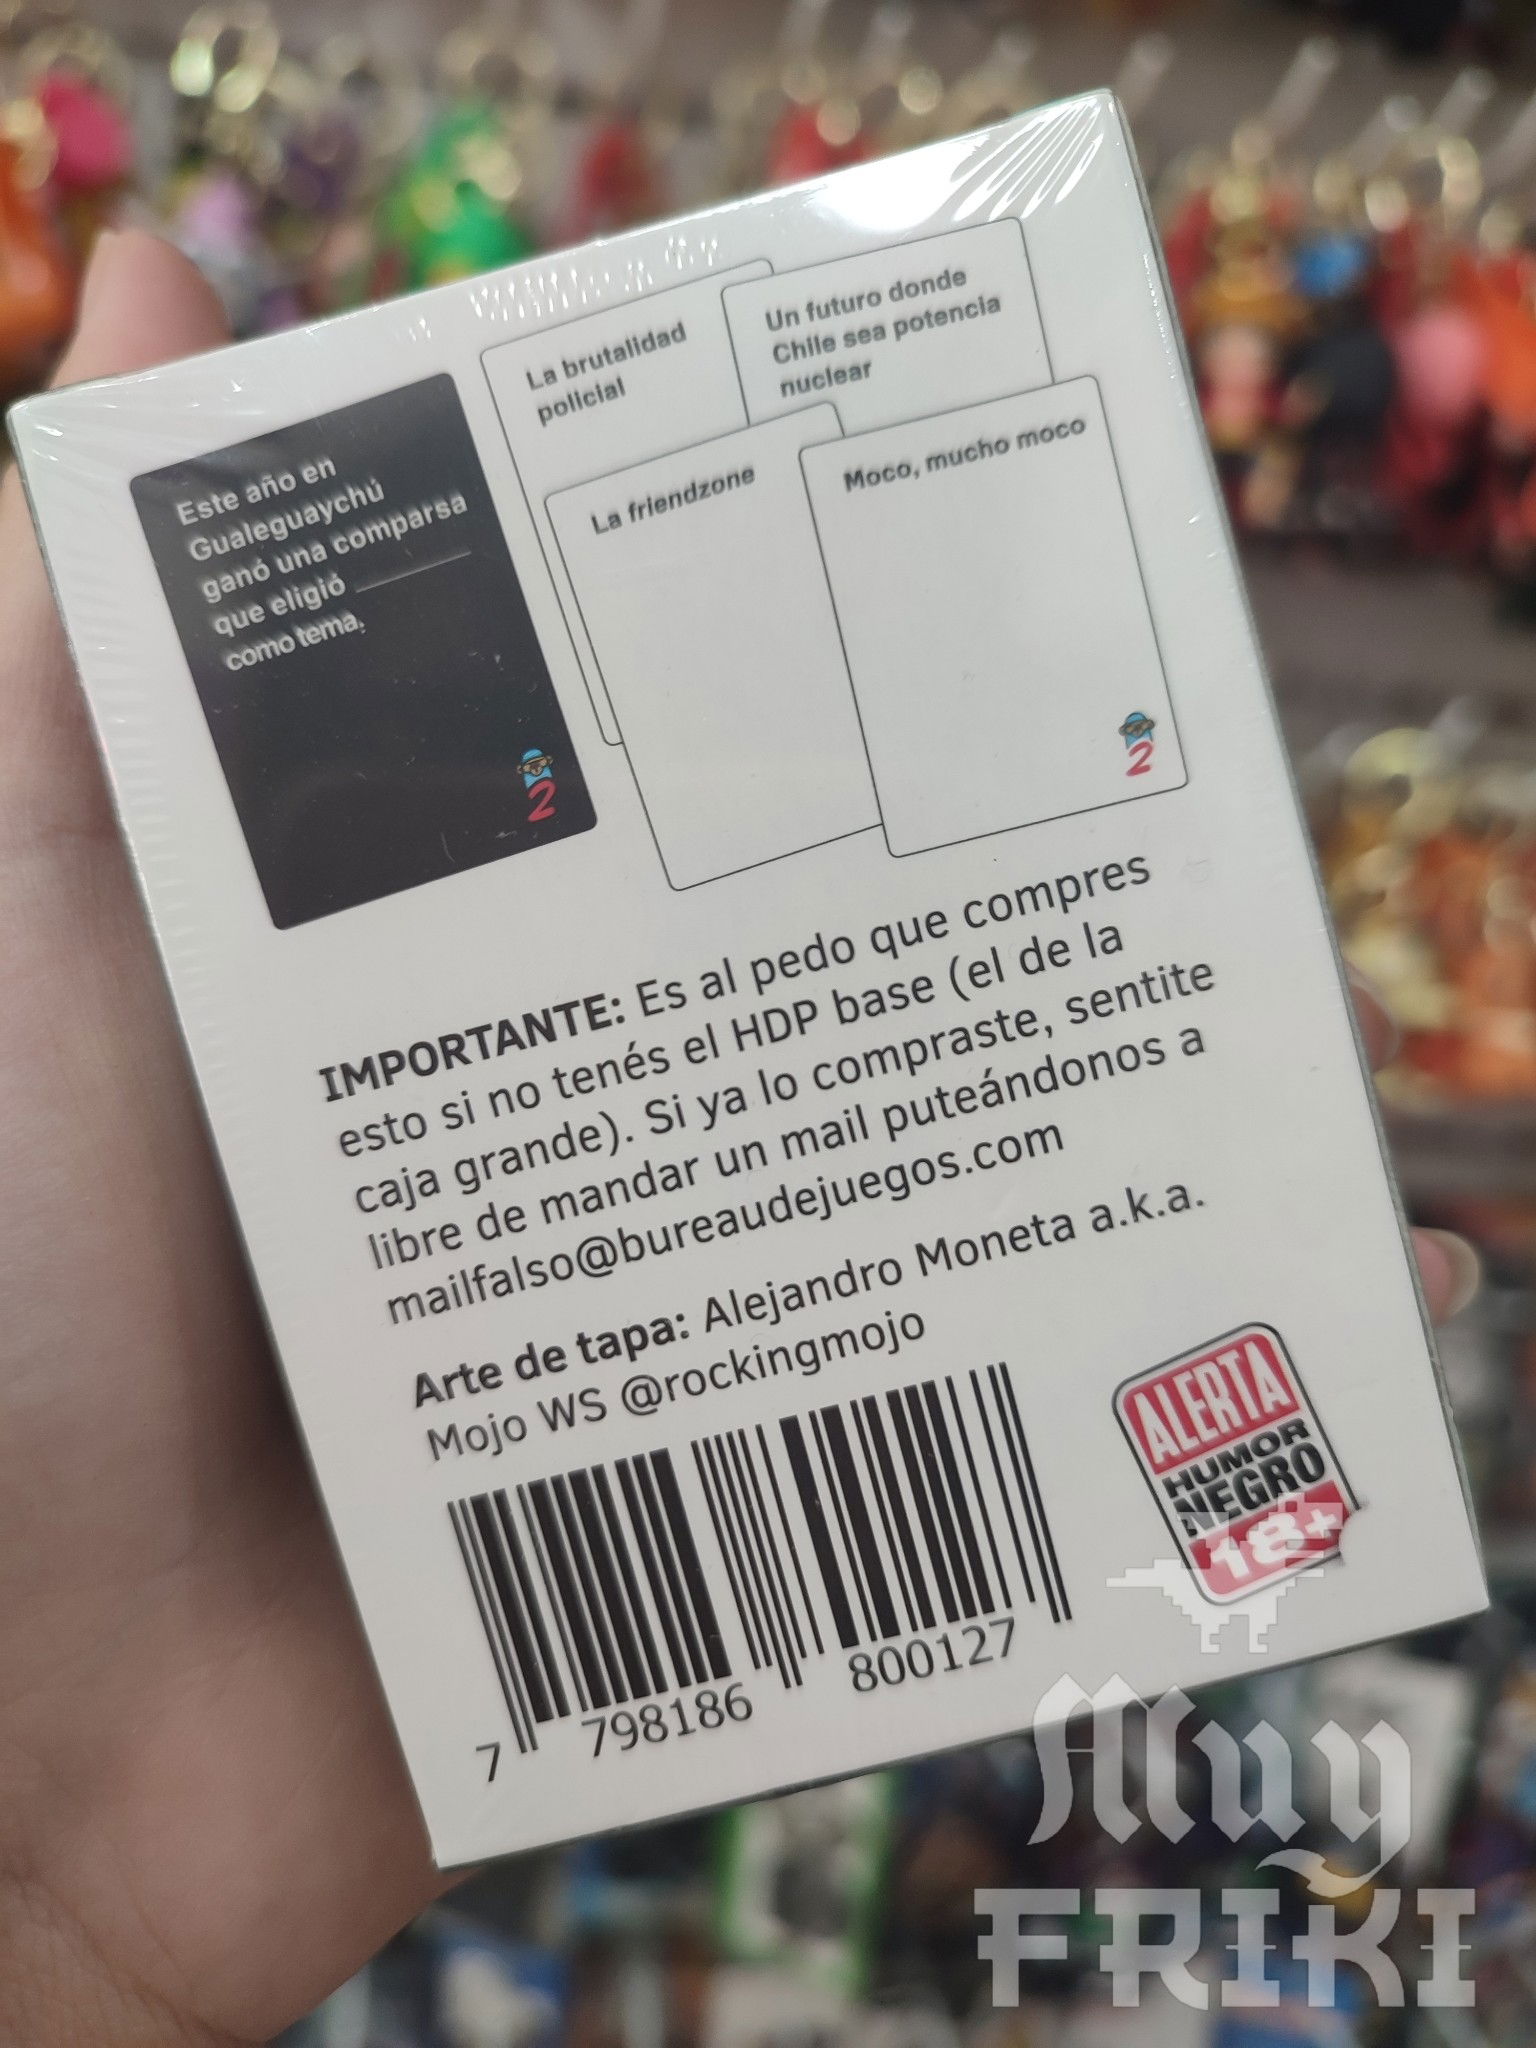 Este año en
Gualeguaychú
ganó una comparsa
que eligió ________
como tema.
2
La brutalidad
policial
Un futuro donde
Chile sea potencia
nuclear
La friendzone
Moco, mucho moco
2
IMPORTANTE: Es al pedo que compres
esto si no tenés el HDP base (el de la
caja grande). Si ya lo compraste, sentite
libre de mandar un mail puteándonos a
mailfalso@bureaudejuegos.com
Arte de tapa: Alejandro Moneta a.k.a.
Mojo WS @rockingmojo
ALERTA
HUMOR
NEGRO
18+
7 798186 800127
Muy
FRIKI